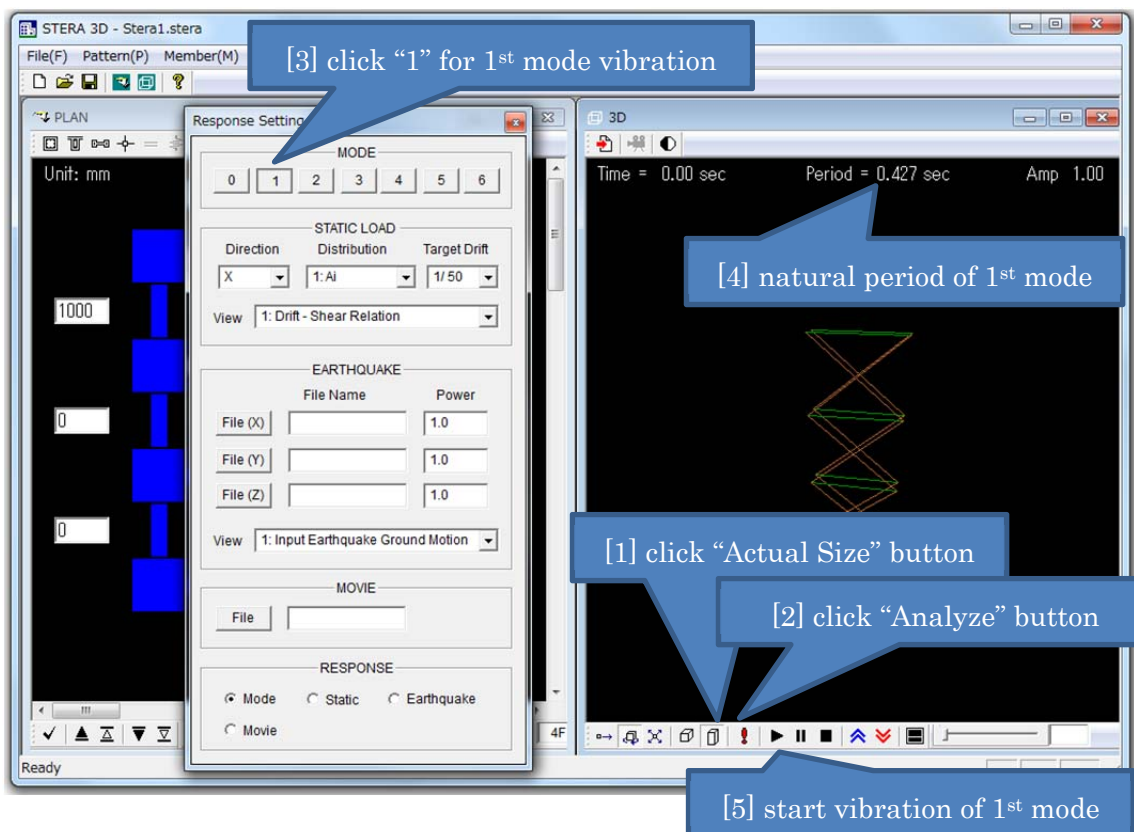 STERA 3D - Stera1.stera
File(F) Pattern(P) Member(M)
[3] click “1” for 1st mode vibration
PLAN
Unit: mm
1000
0
0
4F
Ready
Response Setting
MODE
0 1 2 3 4 5 6
STATIC LOAD
Direction Distribution Target Drift
X 1: Ai 1/ 50
View 1: Drift - Shear Relation
EARTHQUAKE
File Name Power
File (X) 1.0
File (Y) 1.0
File (Z) 1.0
View 1: Input Earthquake Ground Motion
MOVIE
File
RESPONSE
Mode Static Earthquake
Movie
3D
Time = 0.00 sec Period = 0.427 sec Amp 1.00
[4] natural period of 1st mode
[1] click “Actual Size” button
[2] click “Analyze” button
[5] start vibration of 1st mode